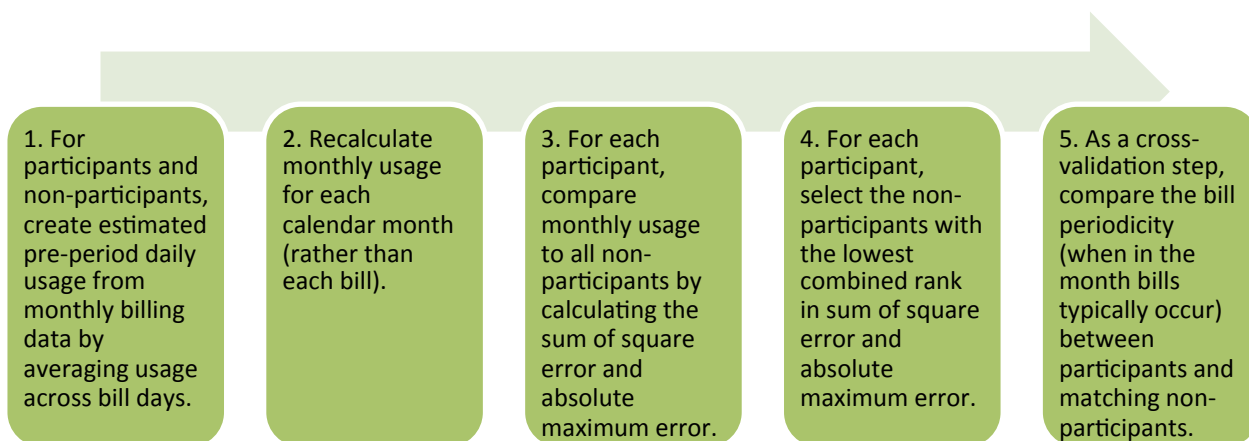 1. For
participants and
non-participants,
create estimated
pre-period daily
usage from
monthly billing
data by
averaging usage
across bill days.
2. Recalculate
monthly usage
for each
calendar month
(rather than
each bill).
3. For each
participant,
compare
monthly usage
to all non-
participants by
calculating the
sum of square
error and
absolute
maximum error.
4. For each
participant,
select the non-
participants with
the lowest
combined rank
in sum of square
error and
absolute
maximum error.
5. As a cross-
validation step,
compare the bill
periodicity
(when in the
month bills
typically occur)
between
participants and
matching non-
participants.